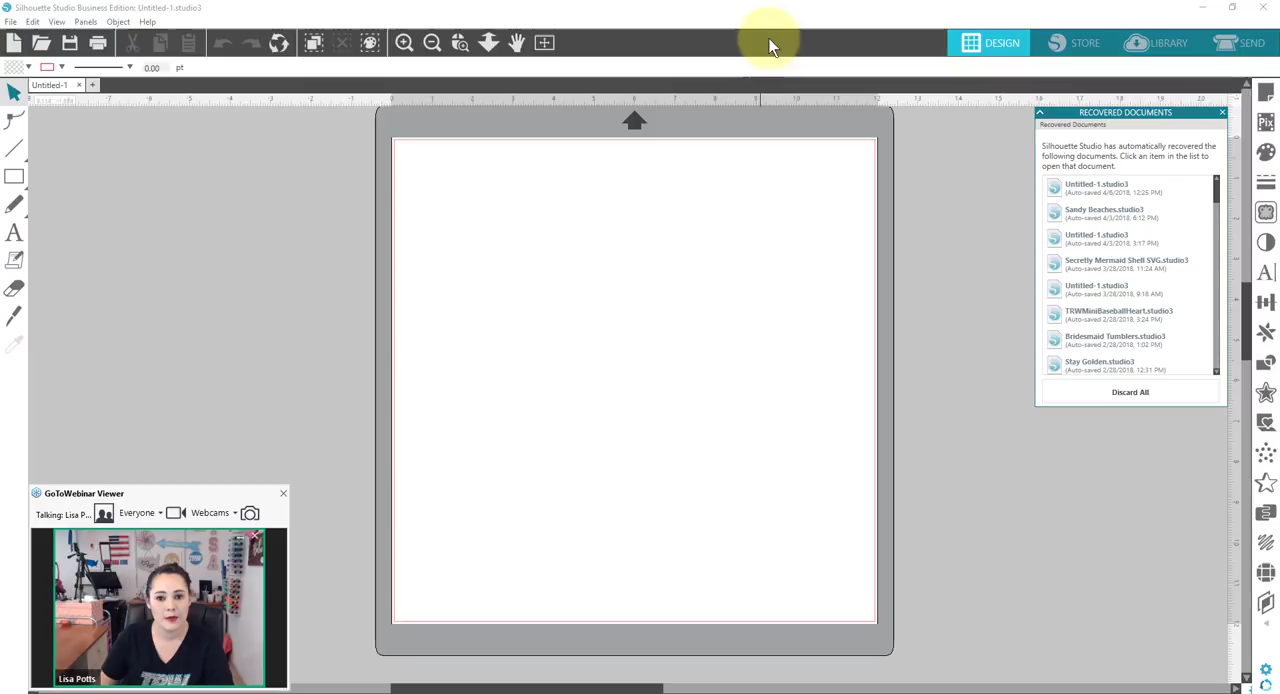 Silhouette Studio Business Edition: Untitled-1.studio3
File Edit View Panels Object Help
DESIGN STORE LIBRARY SEND
0.00 pt
Untitled-1
RECOVERED DOCUMENTS
Recovered Documents
Silhouette Studio has automatically recovered the
following documents. Click an item in the list to
open that document.
Untitled-1.studio3
(Auto-saved 4/6/2018, 12:25 PM)
Sandy Beaches.studio3
(Auto-saved 4/3/2018, 6:12 PM)
Untitled-1.studio3
(Auto-saved 4/3/2018, 3:17 PM)
Secretly Mermaid Shell SVG.studio3
(Auto-saved 3/28/2018, 11:24 AM)
Untitled-1.studio3
(Auto-saved 3/28/2018, 9:18 AM)
TRWMiniBaseballHeart.studio3
(Auto-saved 2/28/2018, 3:24 PM)
Bridesmaid Tumblers.studio3
(Auto-saved 2/28/2018, 1:02 PM)
Stay Golden.studio3
(Auto-saved 2/28/2018, 12:31 PM)
Discard All
GoToWebinar Viewer
Talking: Lisa P... Everyone Webcams
Lisa Potts